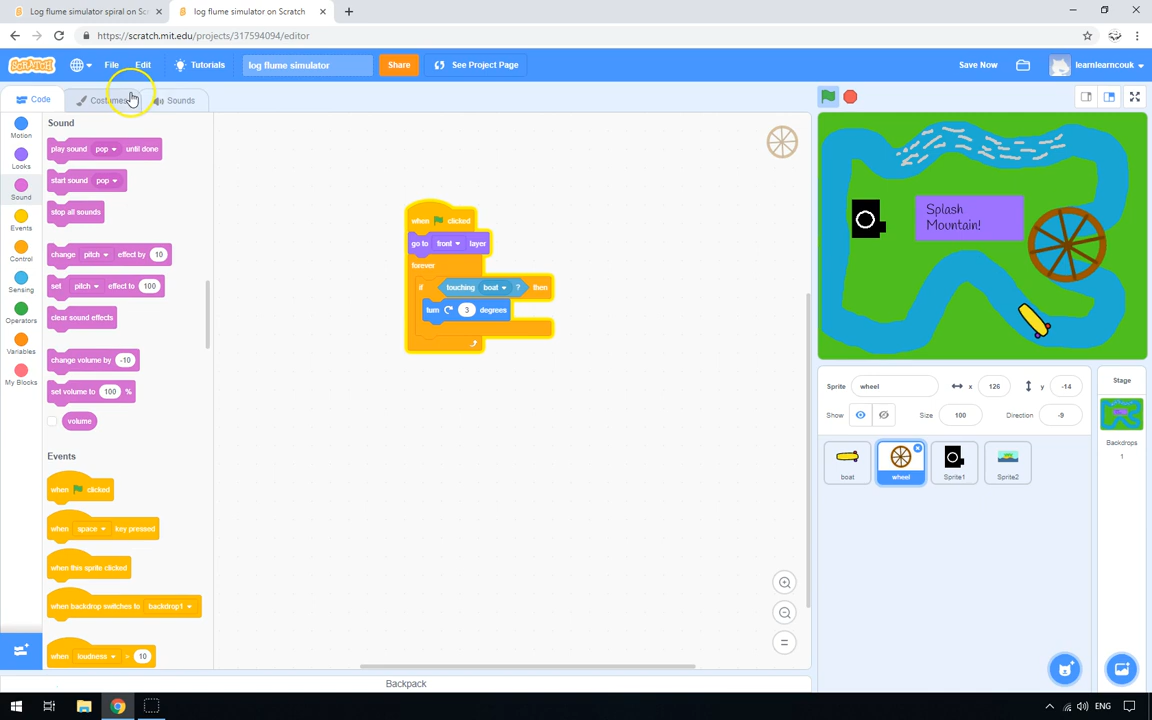 Log flume simulator spiral on Scr
log flume simulator on Scratch
https://scratch.mit.edu/projects/317594094/editor
SCRATCH
File
Edit
Tutorials
log flume simulator
Share
See Project Page
Save Now
learnlearncouk
Code
Costumes
Sounds
Motion
Looks
Sound
Events
Control
Sensing
Operators
Variables
My Blocks
Sound
play sound pop until done
start sound pop
stop all sounds
change pitch effect by 10
set pitch effect to 100
clear sound effects
change volume by -10
set volume to 100 %
volume
Events
when clicked
when space key pressed
when this sprite clicked
when backdrop switches to backdrop1
when loudness > 10
when clicked
go to front layer
forever
if touching boat ? then
turn 3 degrees
Splash
Mountain!
Sprite wheel x 126 y -14
Show Size 100 Direction -9
boat
wheel
Sprite1
Sprite2
Stage
Backdrops
1
Backpack
ENG